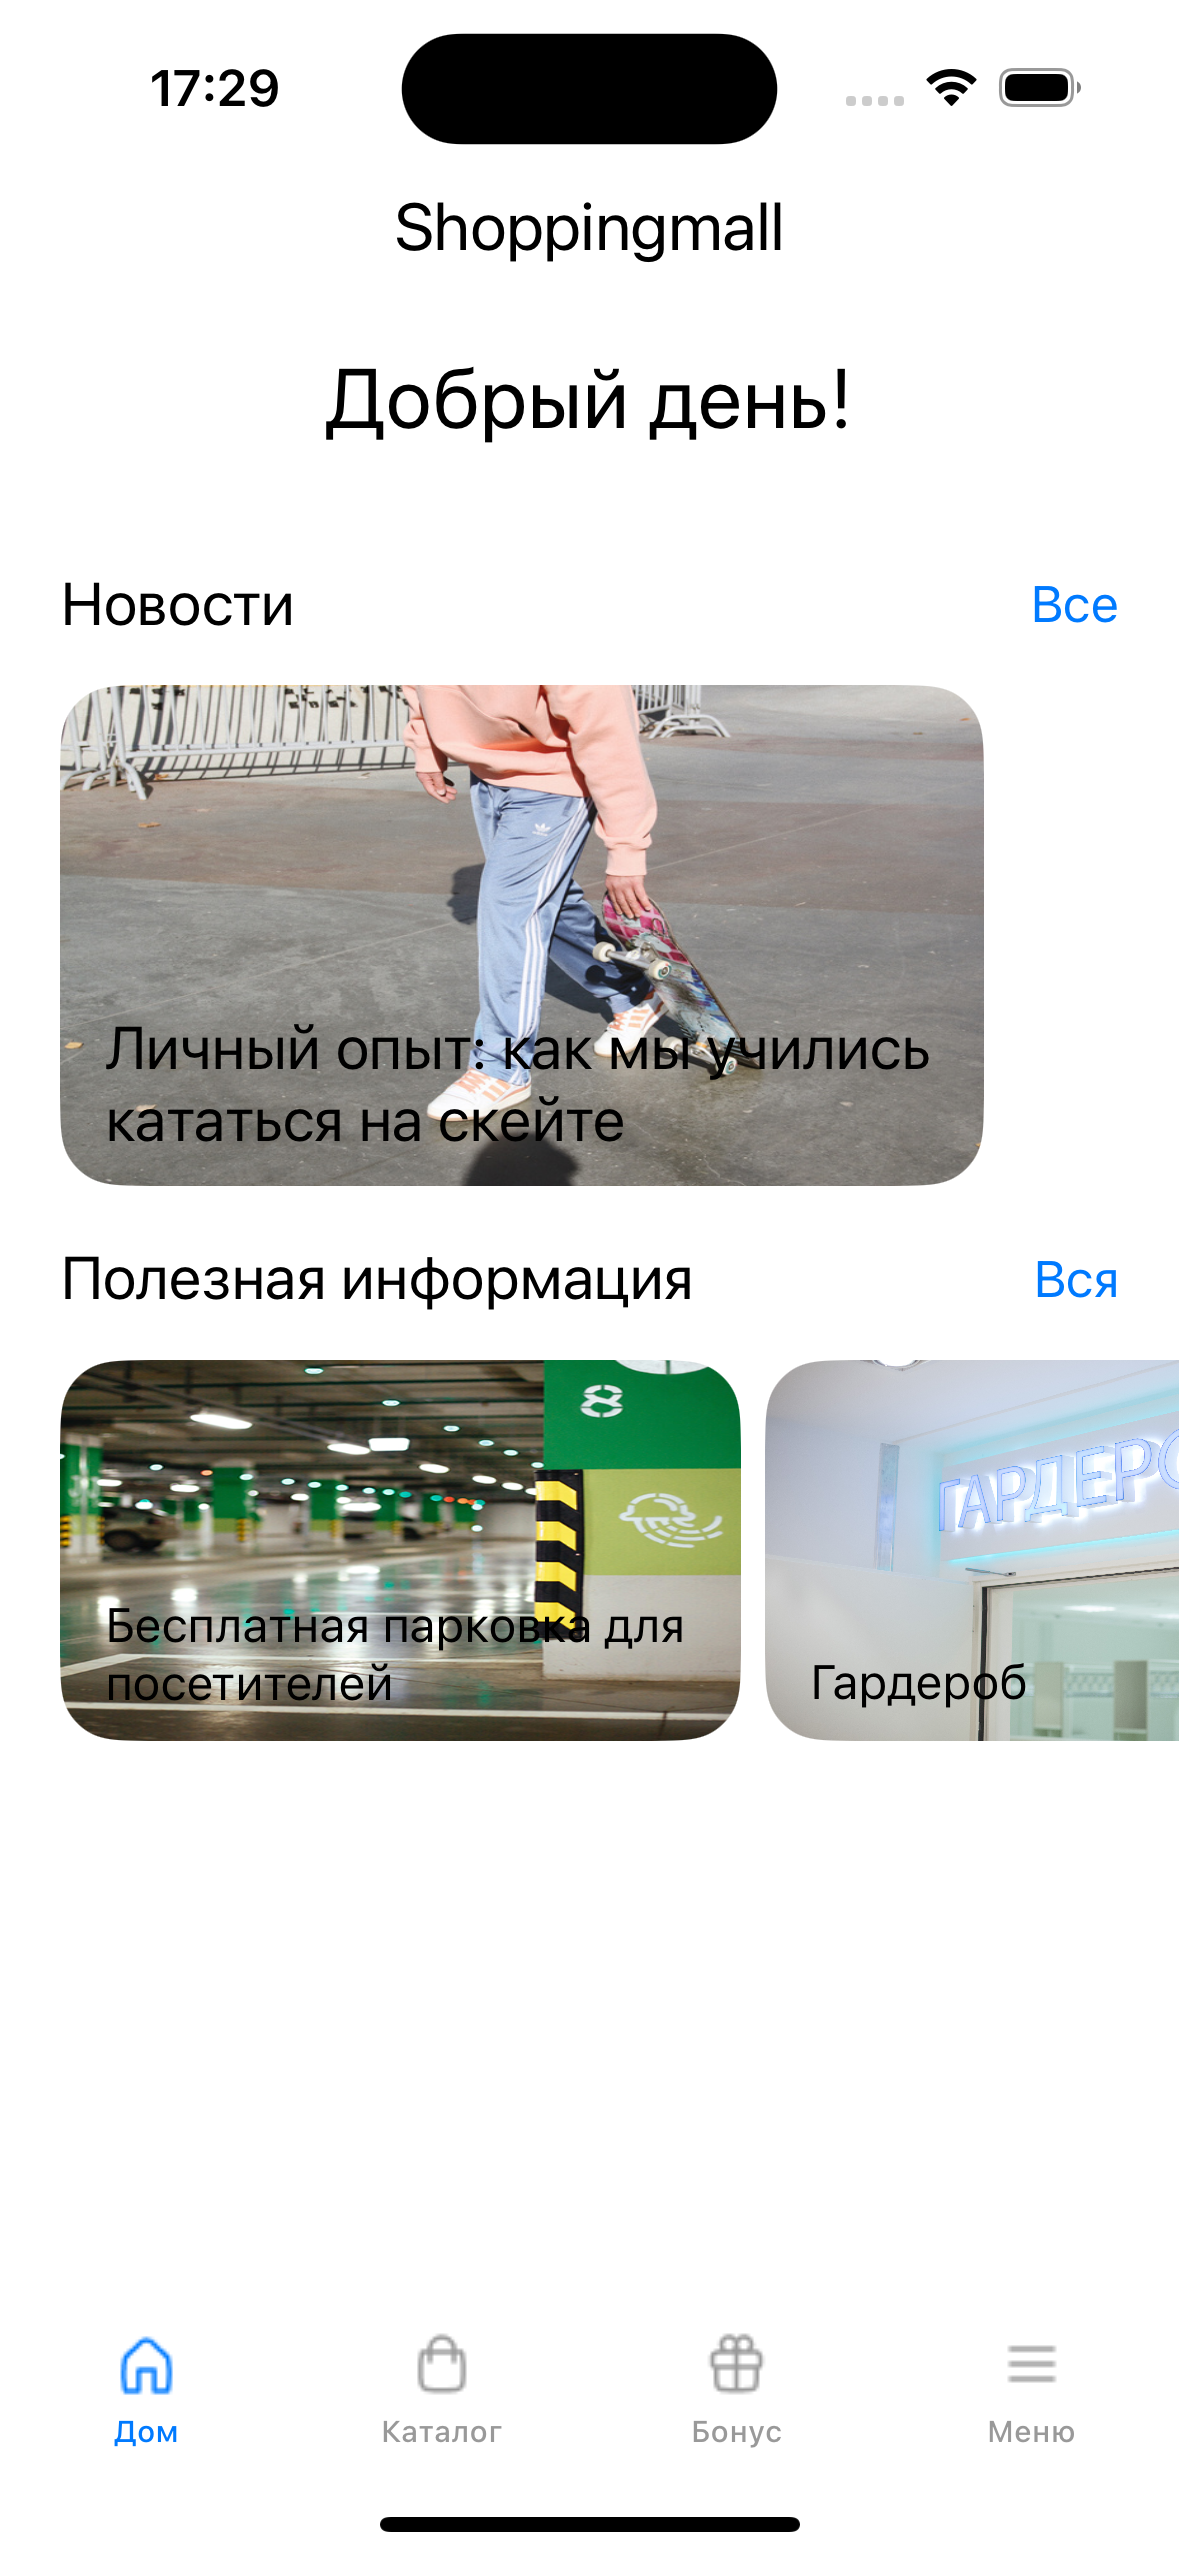 17:29
Shoppingmall
Добрый день!
Новости
Все
Личный опыт: как мы учились
кататься на скейте
Полезная информация
Вся
8
ГАРДЕРО
Бесплатная парковка для
посетителей
Гардероб
Дом
Каталог
Бонус
Меню